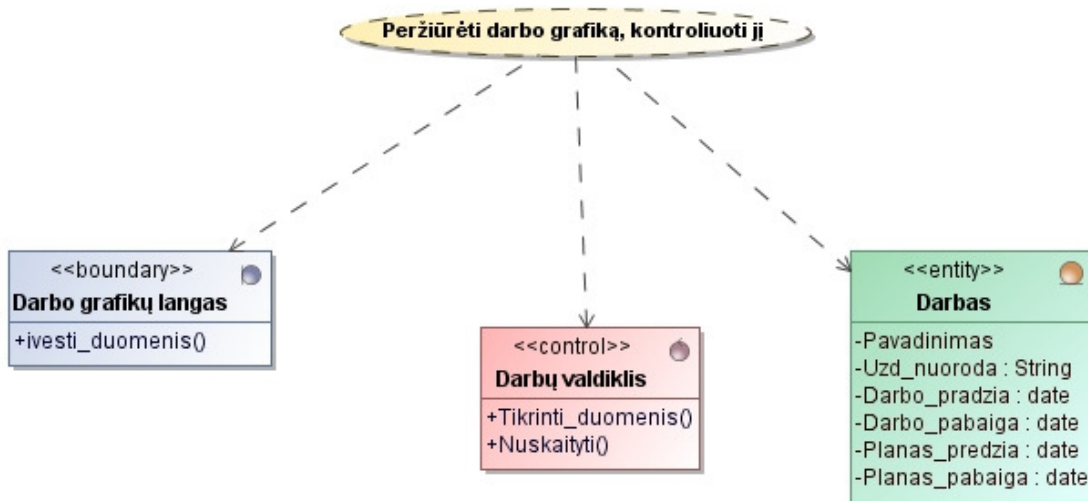 Peržiūrėti darbo grafiką, kontroliuoti jį
<<boundary>>
Darbo grafikų langas
+ivesti_duomenis()
<<control>>
Darbų valdiklis
+Tikrinti_duomenis()
+Nuskaityti()
<<entity>>
Darbas
-Pavadinimas
-Uzd_nuoroda : String
-Darbo_pradzia : date
-Darbo_pabaiga : date
-Planas_predzia : date
-Planas_pabaiga : date